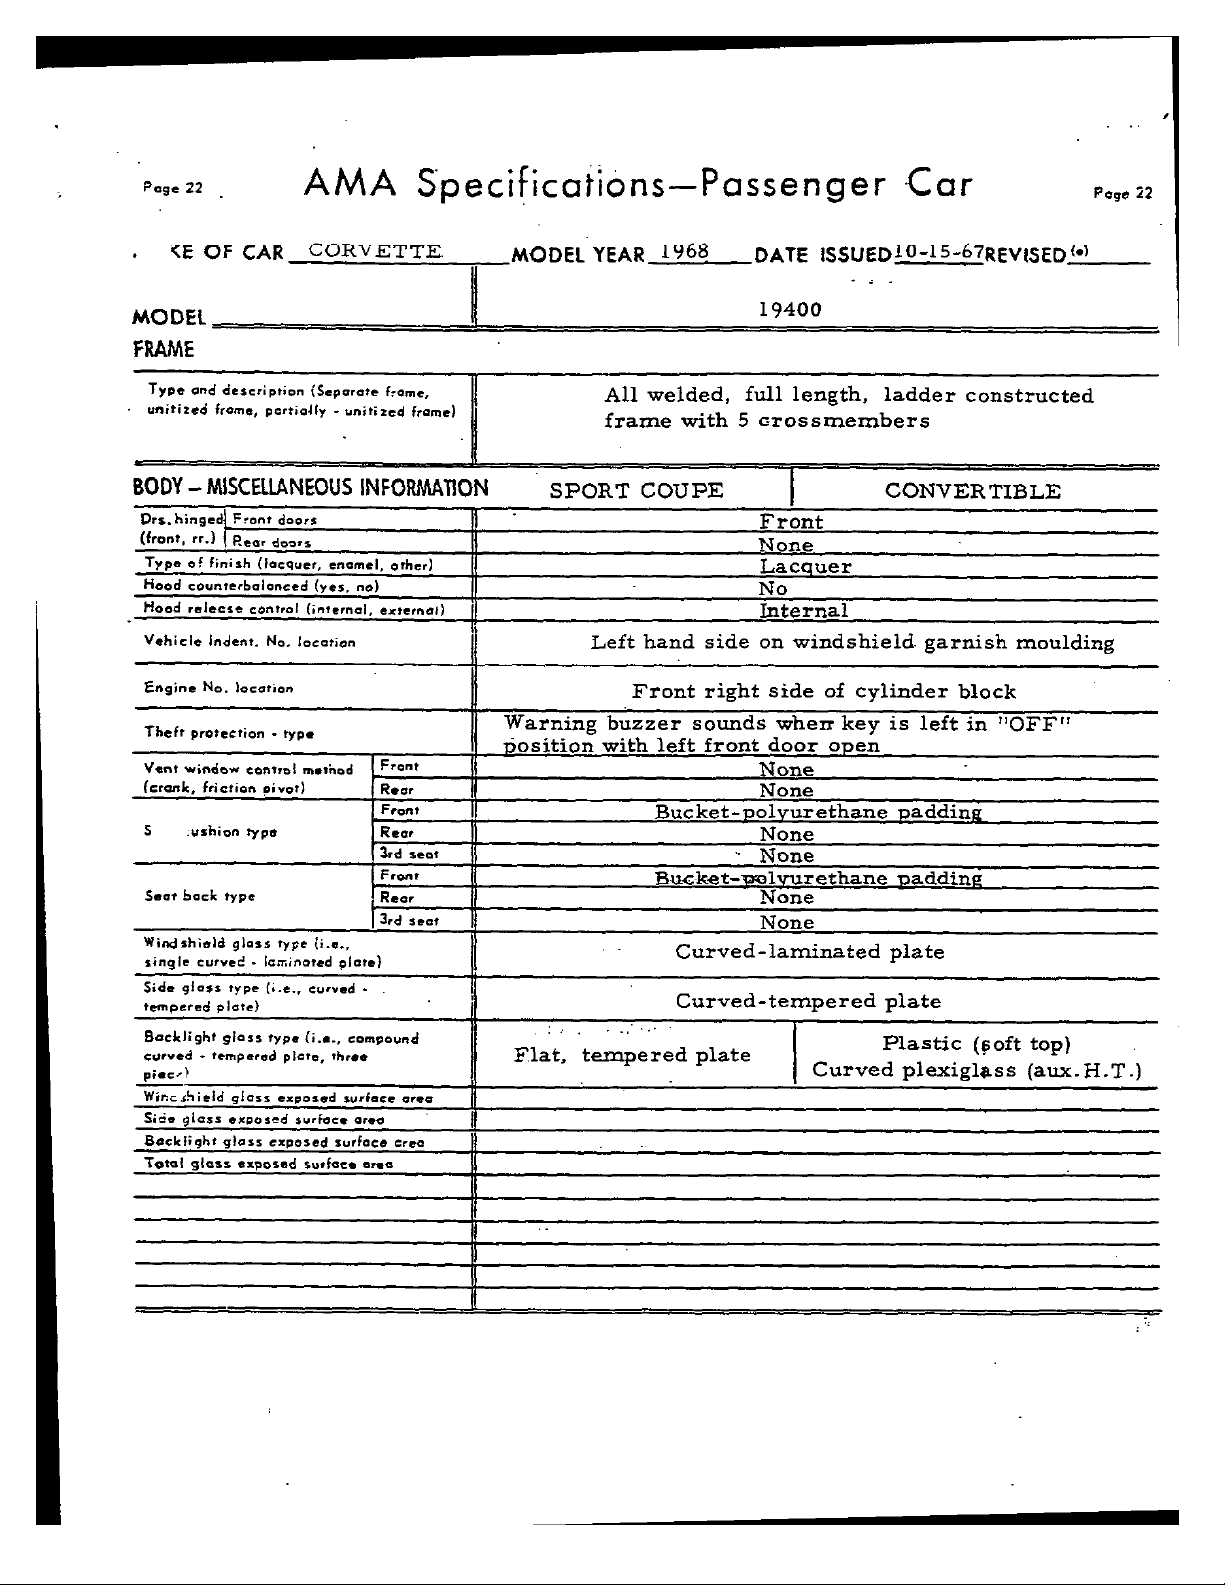 Page 22 AMA Specifications—Passenger Car Page 22
KE OF CAR CORVETTE MODEL YEAR 1968 DATE ISSUED 10-15-67 REVISED (•)
MODEL 19400
FRAME
Type and description (Separate frame,
unitized frame, partially - unitized frame)
All welded, full length, ladder constructed
frame with 5 crossmembers
BODY – MISCELLANEOUS INFORMATION SPORT COUPE CONVERTIBLE
Drs. hinged Front doors Front
(front, rr.) Rear doors None
Type of finish (lacquer, enamel, other) Lacquer
Hood counterbalanced (yes, no) No
Hood release control (internal, external) Internal
Vehicle Indent. No. location Left hand side on windshield garnish moulding
Engine No. location Front right side of cylinder block
Theft protection - type
Warning buzzer sounds when key is left in "OFF"
position with left front door open
Vent window control method Front None
(crank, friction pivot) Rear None
Front Bucket-polyurethane padding
S ushion type Rear None
3rd seat None
Front Bucket-polyurethane padding
Seat back type Rear None
3rd seat None
Windshield glass type (i.e.,
single curved - laminated plate)
Curved-laminated plate
Side glass type (i.e., curved -
tempered plate)
Curved-tempered plate
Backlight glass type (i.e., compound
curved - tempered plate, three
piece)
Flat, tempered plate
Plastic (soft top)
Curved plexiglass (aux. H.T.)
Windshield glass exposed surface area
Side glass exposed surface area
Backlight glass exposed surface area
Total glass exposed surface area